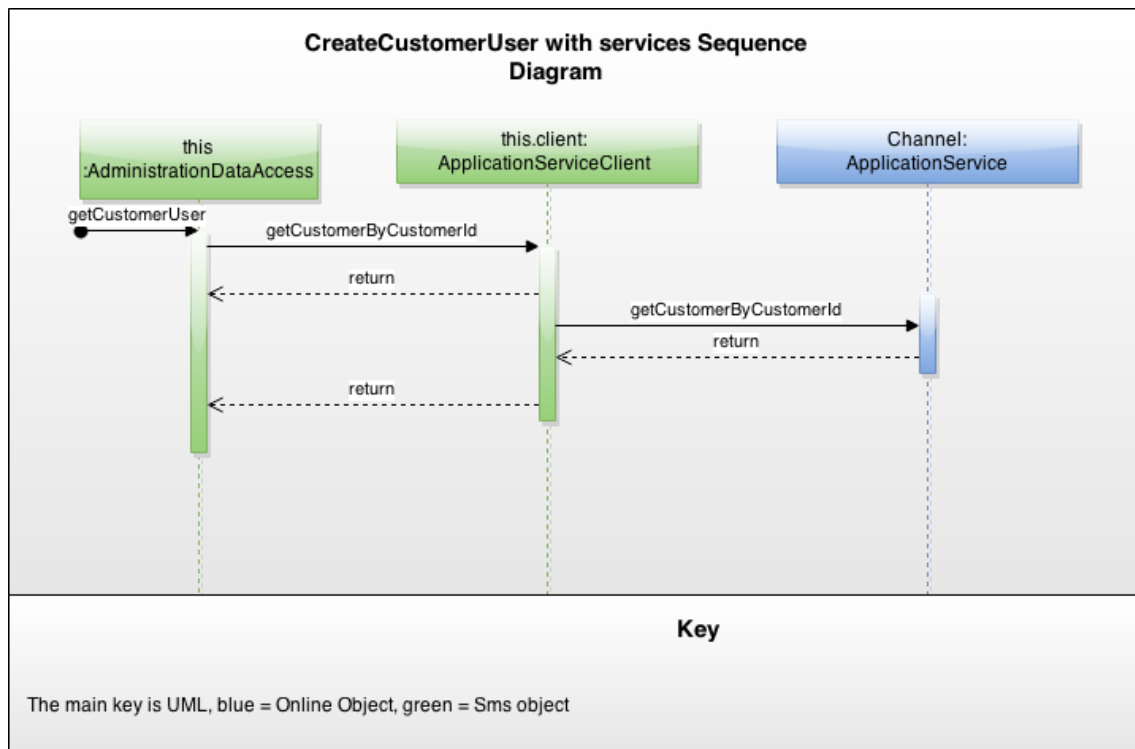 CreateCustomerUser with services Sequence
Diagram
this
:AdministrationDataAccess
this.client:
ApplicationServiceClient
Channel:
ApplicationService
getCustomerUser
getCustomerByCustomerId
return
getCustomerByCustomerId
return
return
Key
The main key is UML, blue = Online Object, green = Sms object